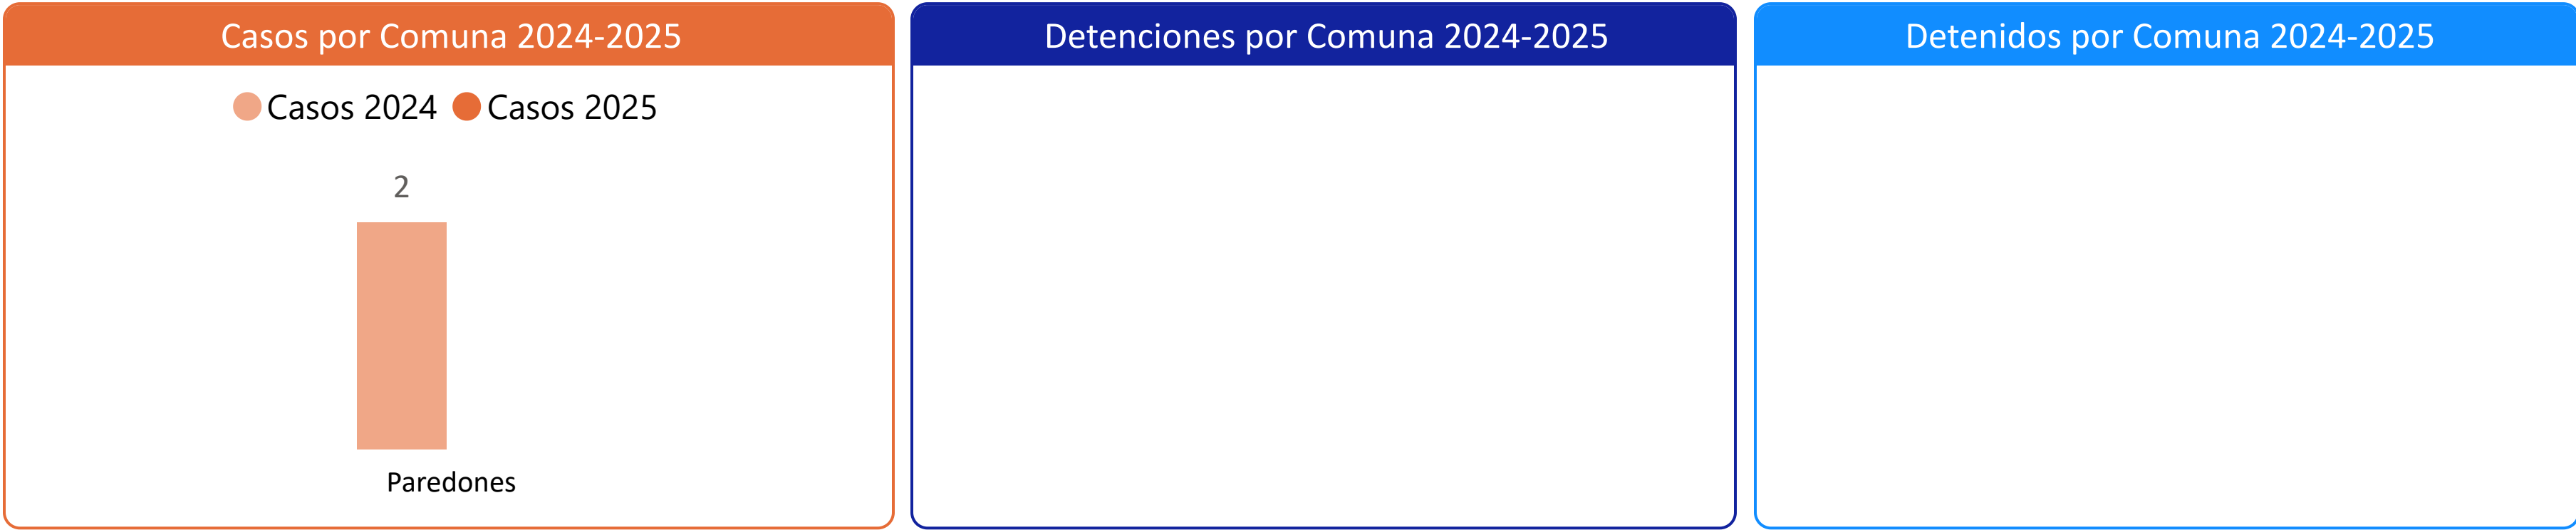 Casos por Comuna 2024-2025
Casos 2024 Casos 2025
2
Paredones
Detenciones por Comuna 2024-2025
Detenidos por Comuna 2024-2025